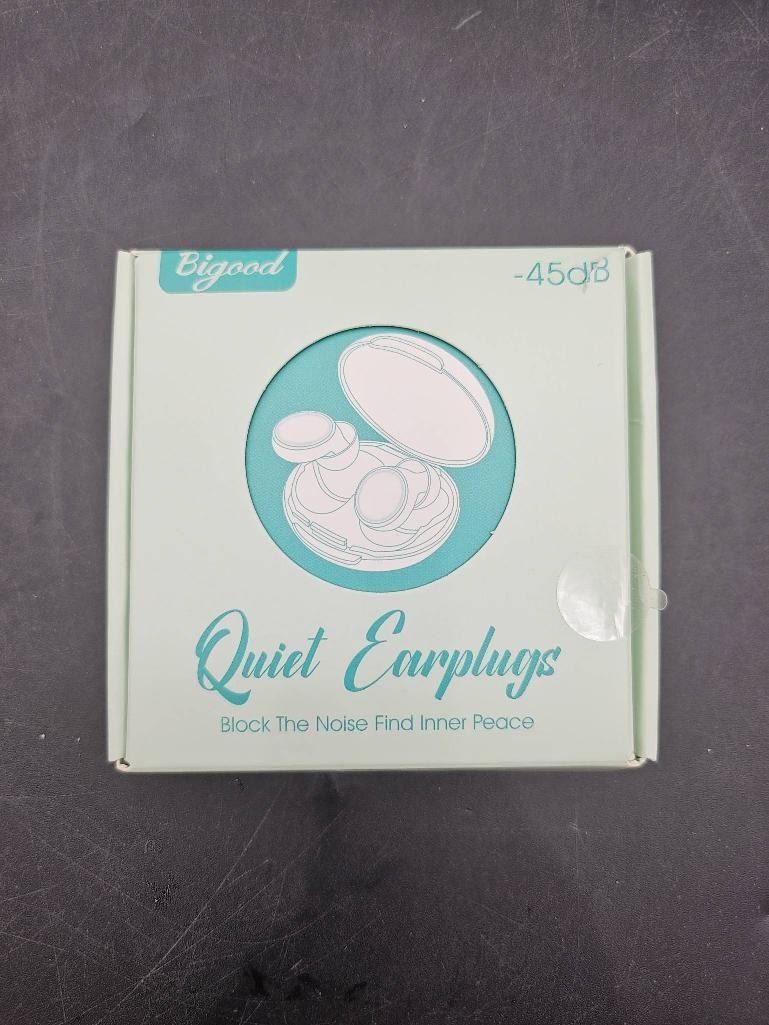 Bigood
-45dB
Quiet Earplugs
Block The Noise Find Inner Peace